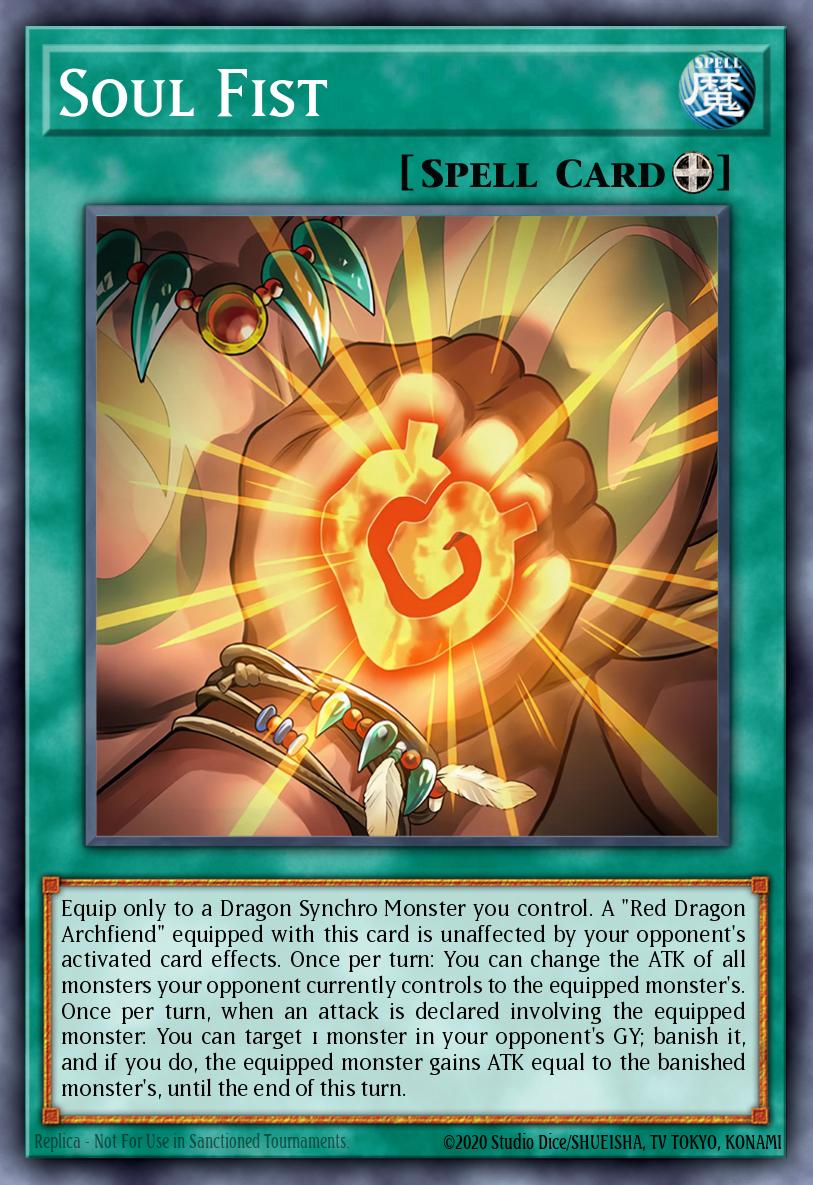 Soul Fist
SPELL
魔
[Spell Card]
Equip only to a Dragon Synchro Monster you control. A "Red Dragon
Archfiend" equipped with this card is unaffected by your opponent's
activated card effects. Once per turn: You can change the ATK of all
monsters your opponent currently controls to the equipped monster's.
Once per turn, when an attack is declared involving the equipped
monster: You can target 1 monster in your opponent's GY; banish it,
and if you do, the equipped monster gains ATK equal to the banished
monster's, until the end of this turn.
Replica - Not For Use in Sanctioned Tournaments.
©2020 Studio Dice/SHUEISHA, TV TOKYO, KONAMI